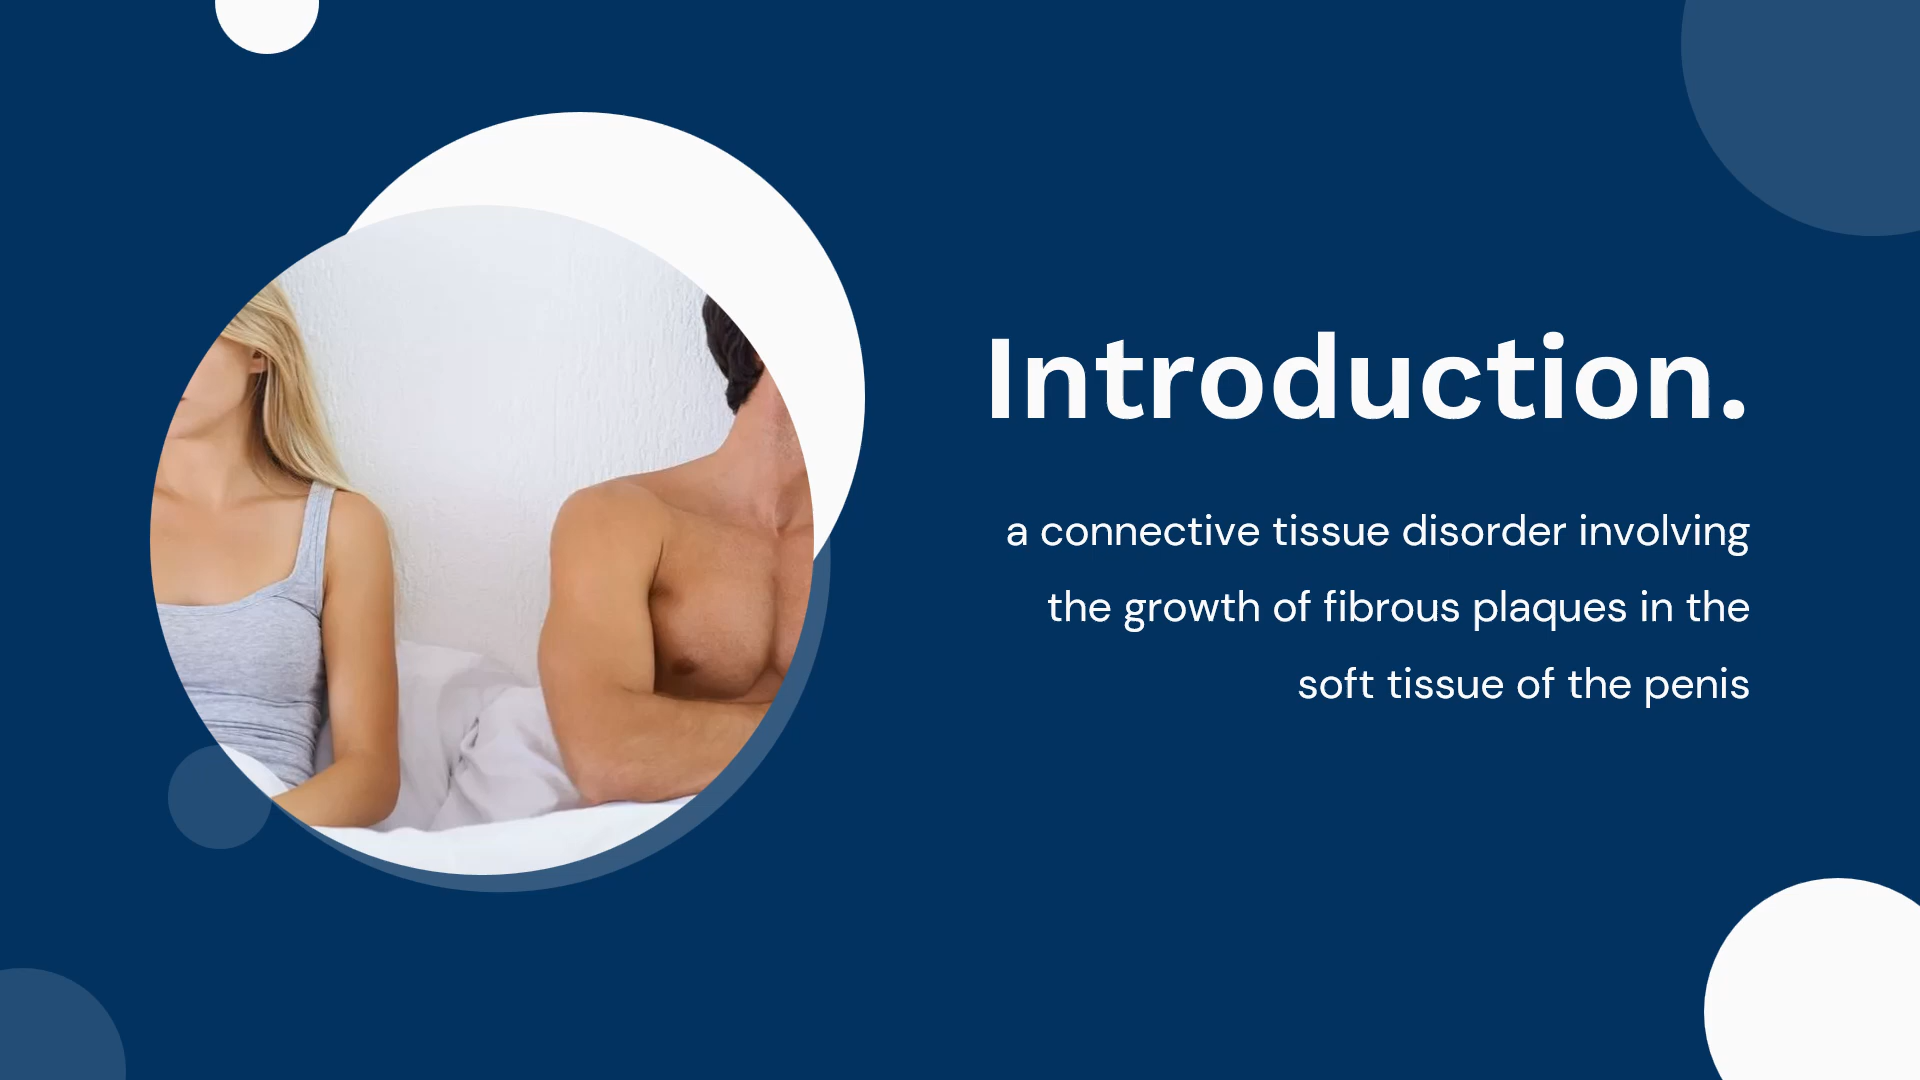 Introduction.
a connective tissue disorder involving
the growth of fibrous plaques in the
soft tissue of the penis